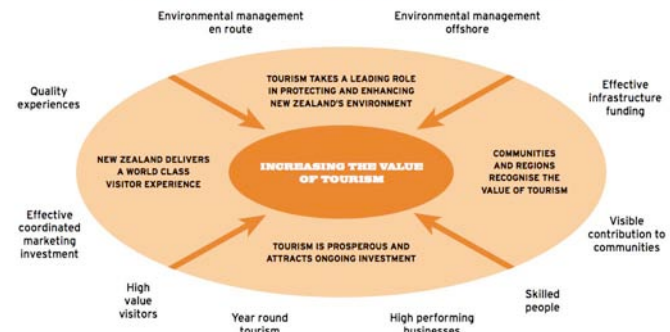 Environmental management
en route
Environmental management
offshore
Quality
experiences
TOURISM TAKES A LEADING ROLE
IN PROTECTING AND ENHANCING
NEW ZEALAND'S ENVIRONMENT
Effective
infrastructure
funding
NEW ZEALAND DELIVERS
A WORLD CLASS
VISITOR EXPERIENCE
INCREASING THE VALUE
OF TOURISM
COMMUNITIES
AND REGIONS
RECOGNISE THE
VALUE OF TOURISM
Effective
coordinated
marketing
investment
TOURISM IS PROSPEROUS AND
ATTRACTS ONGOING INVESTMENT
Visible
contribution to
communities
High
value
visitors
Year round
tourism
High performing
businesses
Skilled
people